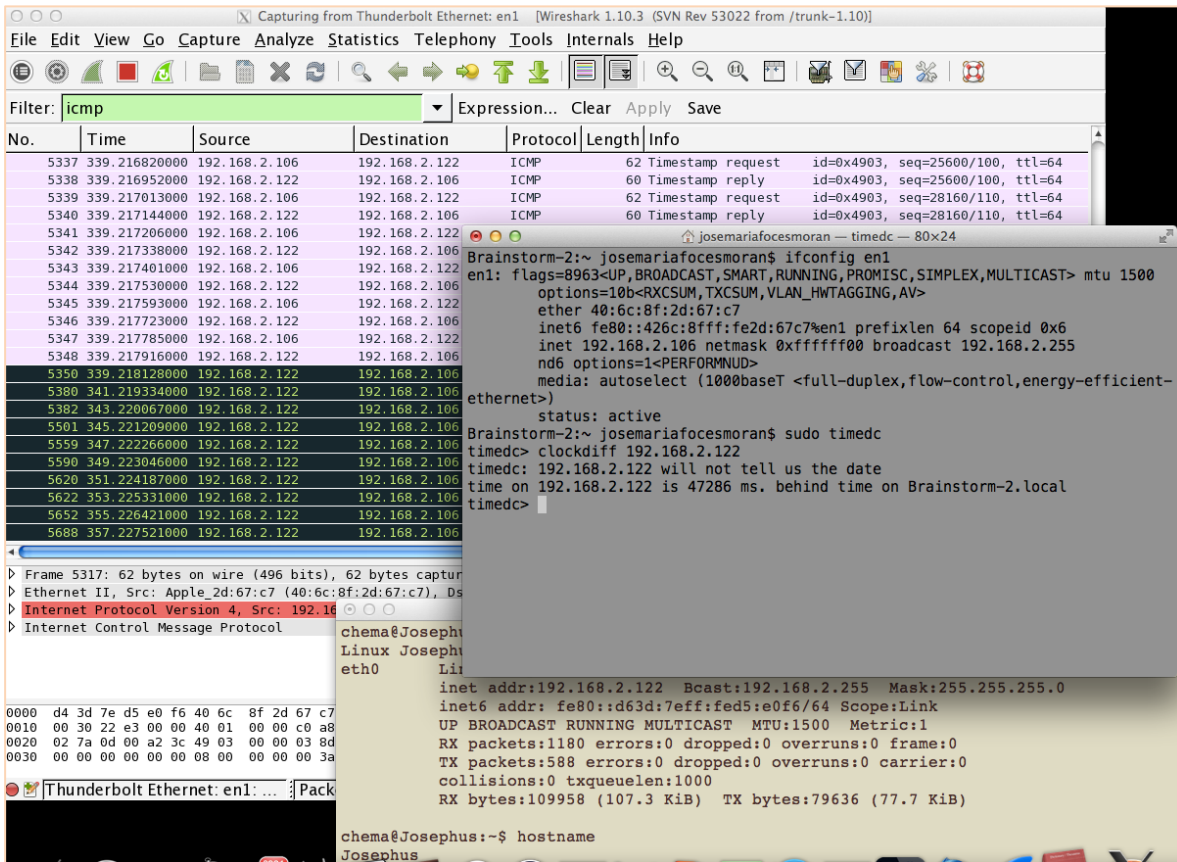 Capturing from Thunderbolt Ethernet: en1 [Wireshark 1.10.3 (SVN Rev 53022 from /trunk-1.10)]
File Edit View Go Capture Analyze Statistics Telephony Tools Internals Help
Filter: icmp Expression... Clear Apply Save
No. Time Source Destination Protocol Length Info
5337 339.216820000 192.168.2.106 192.168.2.122 ICMP 62 Timestamp request id=0x4903, seq=25600/100, ttl=64
5338 339.216952000 192.168.2.122 192.168.2.106 ICMP 60 Timestamp reply id=0x4903, seq=25600/100, ttl=64
5339 339.217013000 192.168.2.106 192.168.2.122 ICMP 62 Timestamp request id=0x4903, seq=28160/110, ttl=64
5340 339.217144000 192.168.2.122 192.168.2.106 ICMP 60 Timestamp reply id=0x4903, seq=28160/110, ttl=64
5341 339.217206000 192.168.2.106 192.168.2.122
5342 339.217338000 192.168.2.122 192.168.2.106
5343 339.217401000 192.168.2.106 192.168.2.122
5344 339.217530000 192.168.2.122 192.168.2.106
5345 339.217593000 192.168.2.106 192.168.2.122
5346 339.217723000 192.168.2.122 192.168.2.106
5347 339.217785000 192.168.2.106 192.168.2.122
5348 339.217916000 192.168.2.122 192.168.2.106
5350 339.218128000 192.168.2.122 192.168.2.106
5380 341.219334000 192.168.2.122 192.168.2.106
5382 343.220067000 192.168.2.122 192.168.2.106
5501 345.221209000 192.168.2.122 192.168.2.106
5559 347.222266000 192.168.2.122 192.168.2.106
5590 349.223046000 192.168.2.122 192.168.2.106
5620 351.224187000 192.168.2.122 192.168.2.106
5622 353.225331000 192.168.2.122 192.168.2.106
5652 355.226421000 192.168.2.122 192.168.2.106
5688 357.227521000 192.168.2.122 192.168.2.106
Frame 5317: 62 bytes on wire (496 bits), 62 bytes captur
Ethernet II, Src: Apple_2d:67:c7 (40:6c:8f:2d:67:c7), Ds
Internet Protocol Version 4, Src: 192.16
Internet Control Message Protocol
0000 d4 3d 7e d5 e0 f6 40 6c 8f 2d 67 c7
0010 00 30 22 e3 00 00 40 01 00 00 c0 a8
0020 02 7a 0d 00 a2 3c 49 03 00 00 03 8d
0030 00 00 00 00 00 00 08 00 00 00 00 3a
Thunderbolt Ethernet: en1: ... Pack
josemariafocesmoran — timedc — 80×24
Brainstorm-2:~ josemariafocesmoran$ ifconfig en1
en1: flags=8963<UP,BROADCAST,SMART,RUNNING,PROMISC,SIMPLEX,MULTICAST> mtu 1500
options=10b<RXCSUM,TXCSUM,VLAN_HWTAGGING,AV>
ether 40:6c:8f:2d:67:c7
inet6 fe80::426c:8fff:fe2d:67c7%en1 prefixlen 64 scopeid 0x6
inet 192.168.2.106 netmask 0xffffff00 broadcast 192.168.2.255
nd6 options=1<PERFORMNUD>
media: autoselect (1000baseT <full-duplex,flow-control,energy-efficient-
ethernet>)
status: active
Brainstorm-2:~ josemariafocesmoran$ sudo timedc
timedc> clockdiff 192.168.2.122
timedc: 192.168.2.122 will not tell us the date
time on 192.168.2.122 is 47286 ms. behind time on Brainstorm-2.local
timedc>
chema@Josephu
Linux Joseph
eth0 Li
inet addr:192.168.2.122 Bcast:192.168.2.255 Mask:255.255.255.0
inet6 addr: fe80::d63d:7eff:fed5:e0f6/64 Scope:Link
UP BROADCAST RUNNING MULTICAST MTU:1500 Metric:1
RX packets:1180 errors:0 dropped:0 overruns:0 frame:0
TX packets:588 errors:0 dropped:0 overruns:0 carrier:0
collisions:0 txqueuelen:1000
RX bytes:109958 (107.3 KiB) TX bytes:79636 (77.7 KiB)
chema@Josephus:~$ hostname
Josephus